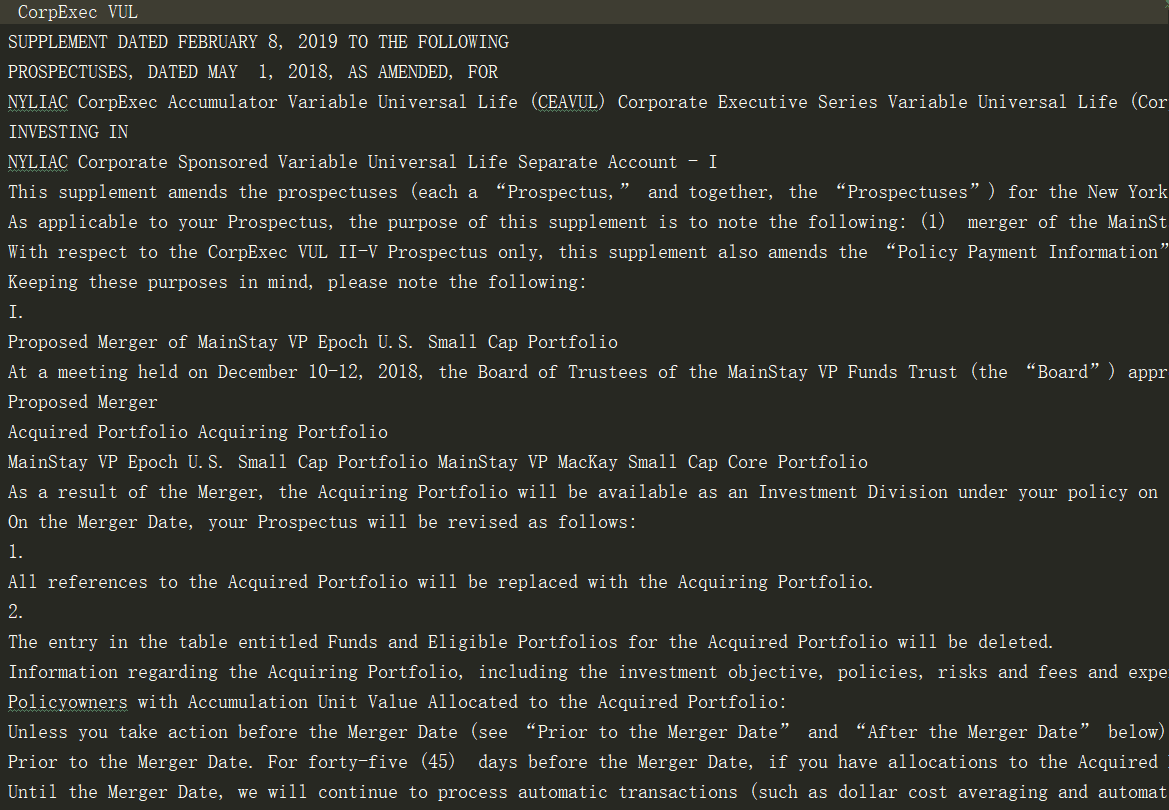 CorpExec VUL
SUPPLEMENT DATED FEBRUARY 8, 2019 TO THE FOLLOWING
PROSPECTUSES, DATED MAY  1, 2018, AS AMENDED, FOR
NYLIAC CorpExec Accumulator Variable Universal Life (CEAVUL) Corporate Executive Series Variable Universal Life (Cor
INVESTING IN
NYLIAC Corporate Sponsored Variable Universal Life Separate Account - I
This supplement amends the prospectuses (each a “Prospectus,” and together, the “Prospectuses”) for the New York
As applicable to your Prospectus, the purpose of this supplement is to note the following: (1)  merger of the MainSt
With respect to the CorpExec VUL II-V Prospectus only, this supplement also amends the “Policy Payment Information”
Keeping these purposes in mind, please note the following:
I.
Proposed Merger of MainStay VP Epoch U.S. Small Cap Portfolio
At a meeting held on December 10-12, 2018, the Board of Trustees of the MainStay VP Funds Trust (the “Board”) appr
Proposed Merger
Acquired Portfolio Acquiring Portfolio
MainStay VP Epoch U.S. Small Cap Portfolio MainStay VP MacKay Small Cap Core Portfolio
As a result of the Merger, the Acquiring Portfolio will be available as an Investment Division under your policy on
On the Merger Date, your Prospectus will be revised as follows:
1.
All references to the Acquired Portfolio will be replaced with the Acquiring Portfolio.
2.
The entry in the table entitled Funds and Eligible Portfolios for the Acquired Portfolio will be deleted.
Information regarding the Acquiring Portfolio, including the investment objective, policies, risks and fees and expe
Policyowners with Accumulation Unit Value Allocated to the Acquired Portfolio:
Unless you take action before the Merger Date (see “Prior to the Merger Date” and “After the Merger Date” below)
Prior to the Merger Date. For forty-five (45)  days before the Merger Date, if you have allocations to the Acquired
Until the Merger Date, we will continue to process automatic transactions (such as dollar cost averaging and automat